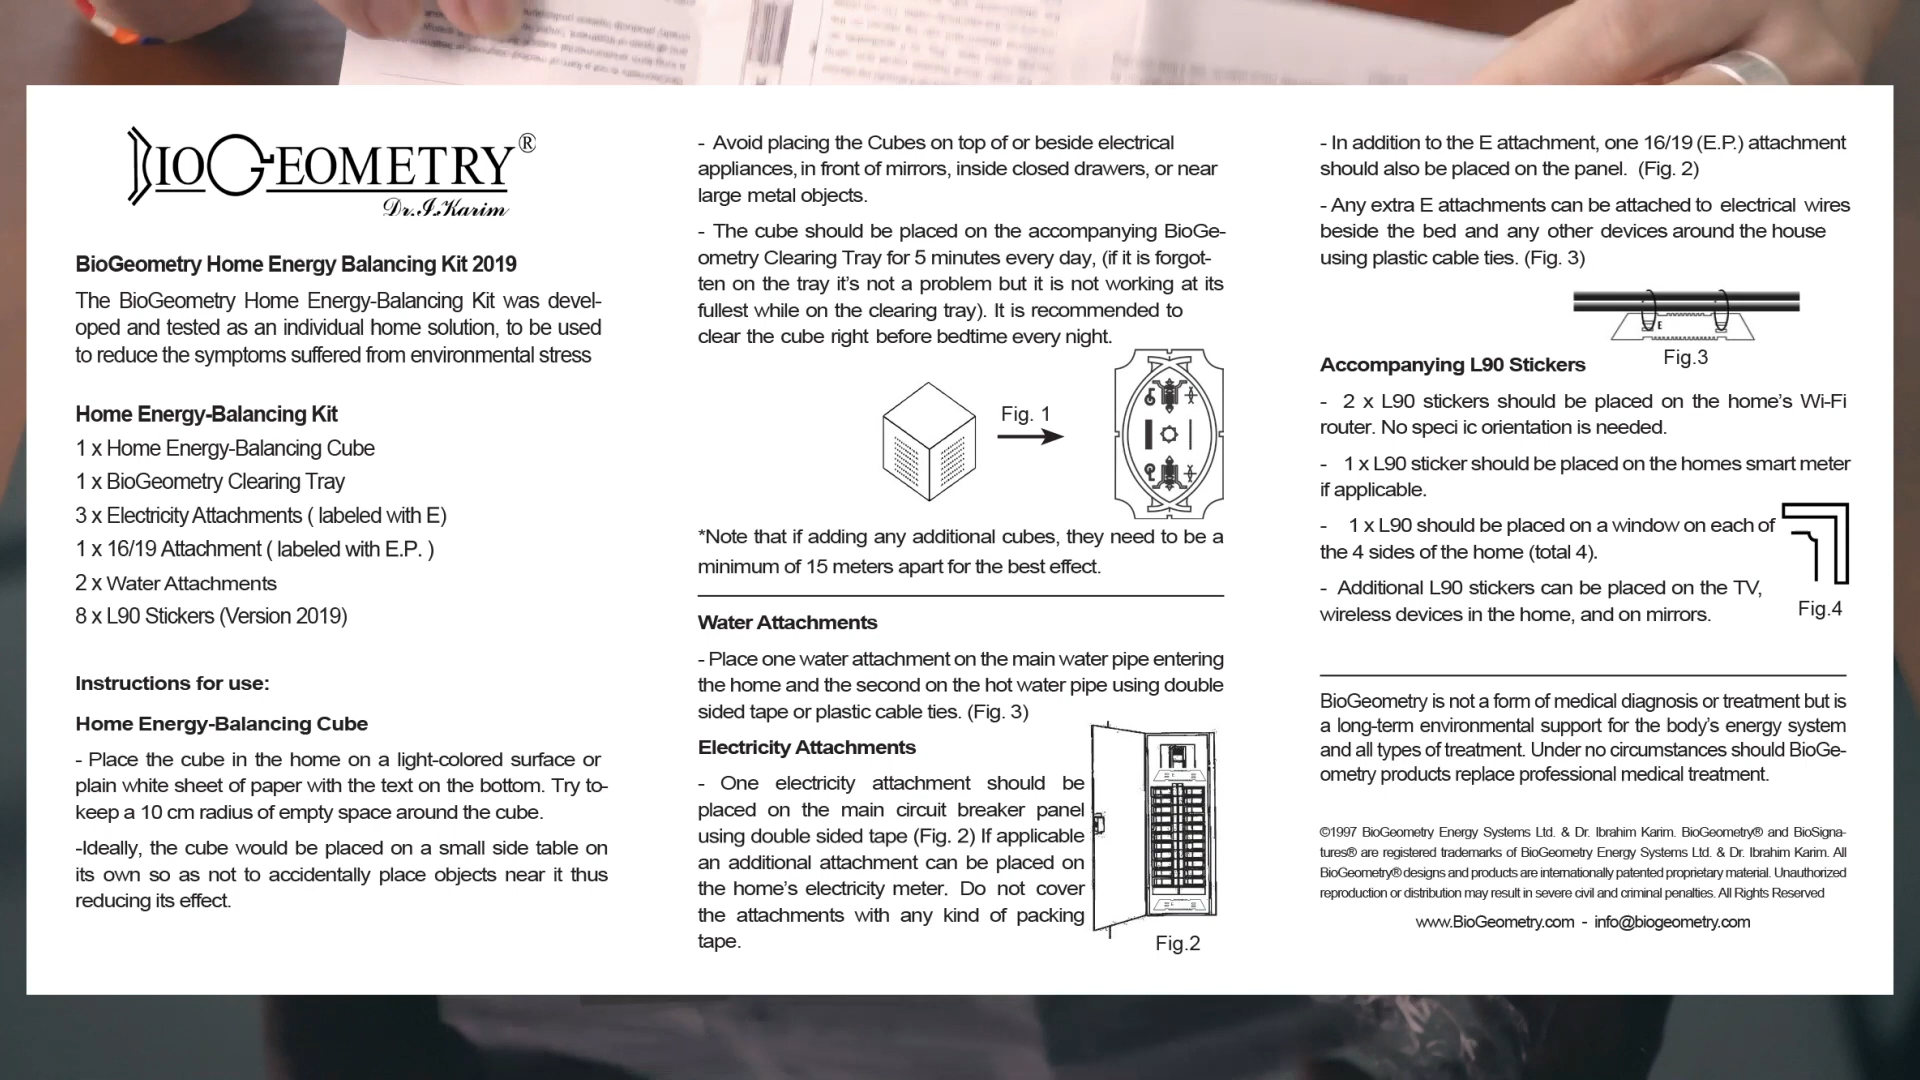 BIOGEOMETRY®
Dr.I.Karim
BioGeometry Home Energy Balancing Kit 2019
The BioGeometry Home Energy-Balancing Kit was devel-
oped and tested as an individual home solution, to be used
to reduce the symptoms suffered from environmental stress
Home Energy-Balancing Kit
1 x Home Energy-Balancing Cube
1 x BioGeometry Clearing Tray
3 x Electricity Attachments ( labeled with E)
1 x 16/19 Attachment ( labeled with E.P. )
2 x Water Attachments
8 x L90 Stickers (Version 2019)
Instructions for use:
Home Energy-Balancing Cube
- Place the cube in the home on a light-colored surface or
plain white sheet of paper with the text on the bottom. Try to-
keep a 10 cm radius of empty space around the cube.
-Ideally, the cube would be placed on a small side table on
its own so as not to accidentally place objects near it thus
reducing its effect.
- Avoid placing the Cubes on top of or beside electrical
appliances, in front of mirrors, inside closed drawers, or near
large metal objects.
- The cube should be placed on the accompanying BioGe-
ometry Clearing Tray for 5 minutes every day, (if it is forgot-
ten on the tray it's not a problem but it is not working at its
fullest while on the clearing tray). It is recommended to
clear the cube right before bedtime every night.
Fig. 1
*Note that if adding any additional cubes, they need to be a
minimum of 15 meters apart for the best effect.
Water Attachments
- Place one water attachment on the main water pipe entering
the home and the second on the hot water pipe using double
sided tape or plastic cable ties. (Fig. 3)
Electricity Attachments
- One electricity attachment should be
placed on the main circuit breaker panel
using double sided tape (Fig. 2) If applicable
an additional attachment can be placed on
the home's electricity meter. Do not cover
the attachments with any kind of packing
tape.
Fig.2
- In addition to the E attachment, one 16/19 (E.P.) attachment
should also be placed on the panel. (Fig. 2)
- Any extra E attachments can be attached to electrical wires
beside the bed and any other devices around the house
using plastic cable ties. (Fig. 3)
E
Fig.3
Accompanying L90 Stickers
- 2 x L90 stickers should be placed on the home's Wi-Fi
router. No speci ic orientation is needed.
- 1 x L90 sticker should be placed on the homes smart meter
if applicable.
- 1 x L90 should be placed on a window on each of
the 4 sides of the home (total 4).
- Additional L90 stickers can be placed on the TV,
wireless devices in the home, and on mirrors.
Fig.4
BioGeometry is not a form of medical diagnosis or treatment but is
a long-term environmental support for the body's energy system
and all types of treatment. Under no circumstances should BioGe-
ometry products replace professional medical treatment.
©1997 BioGeometry Energy Systems Ltd. & Dr. Ibrahim Karim. BioGeometry® and BioSigna-
tures® are registered trademarks of BioGeometry Energy Systems Ltd. & Dr. Ibrahim Karim. All
BioGeometry® designs and products are internationally patented proprietary material. Unauthorized
reproduction or distribution may result in severe civil and criminal penalties. All Rights Reserved
www.BioGeometry.com - info@biogeometry.com